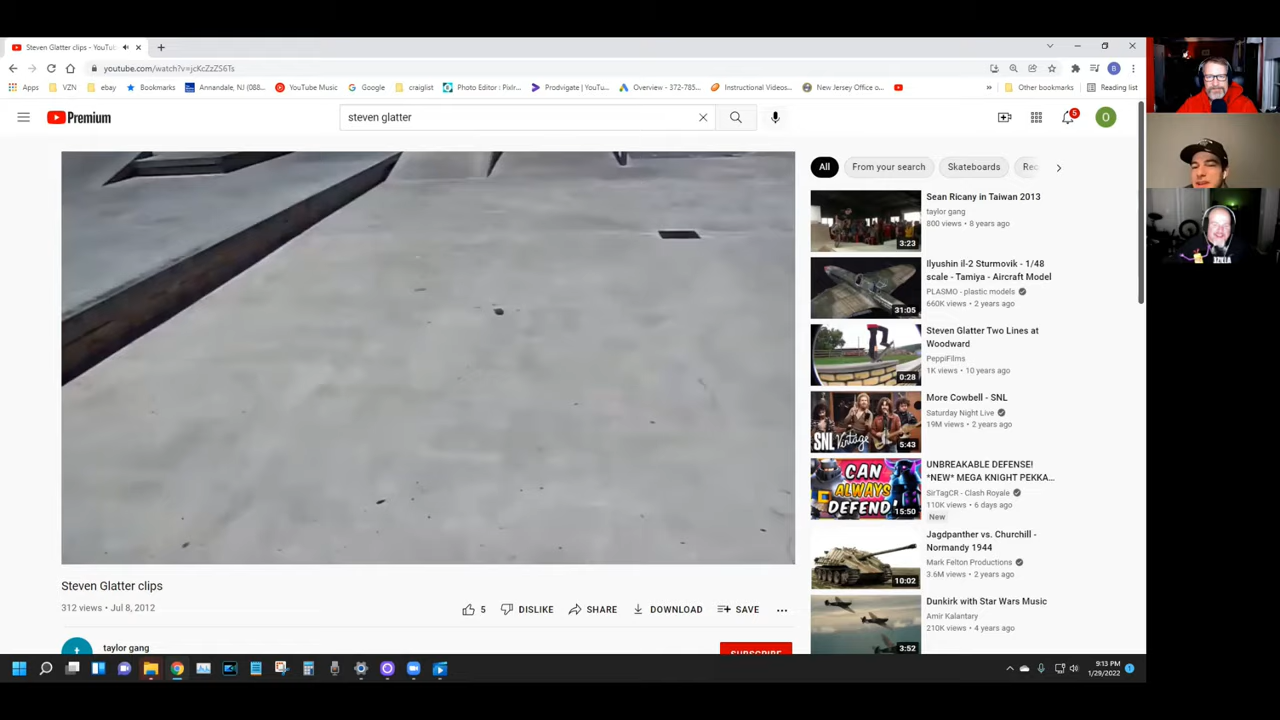 Steven Glatter clips - YouTu
youtube.com/watch?v=jcKcZzZS6Ts
Apps
VZN
ebay
Bookmarks
Annandale, NJ (088...
YouTube Music
Google
craiglist
Photo Editor : Pixlr...
Prodvigate | YouTu...
Overview - 372-785...
Instructional Videos...
New Jersey Office o...
»
Other bookmarks
Reading list
B
Premium
steven glatter
5
O
All
From your search
Skateboards
Rec
Sean Ricany in Taiwan 2013
taylor gang
800 views • 8 years ago
3:23
Ilyushin il-2 Sturmovik - 1/48
scale - Tamiya - Aircraft Model
PLASMO - plastic models
660K views • 2 years ago
31:05
Steven Glatter Two Lines at
Woodward
PeppiFilms
1K views • 10 years ago
0:28
More Cowbell - SNL
Saturday Night Live
19M views • 2 years ago
SNL Vintage
5:43
UNBREAKABLE DEFENSE!
*NEW* MEGA KNIGHT PEKKA...
SirTagCR - Clash Royale
110K views • 6 days ago
New
CAN
ALWAYS
DEFEND!
15:50
Jagdpanther vs. Churchill -
Normandy 1944
Mark Felton Productions
3.6M views • 2 years ago
10:02
Dunkirk with Star Wars Music
Amir Kalantary
210K views • 4 years ago
3:52
Steven Glatter clips
312 views • Jul 8, 2012
5
DISLIKE
SHARE
DOWNLOAD
SAVE
taylor gang
SUBSCRIBE
9:13 PM
1/29/2022
1